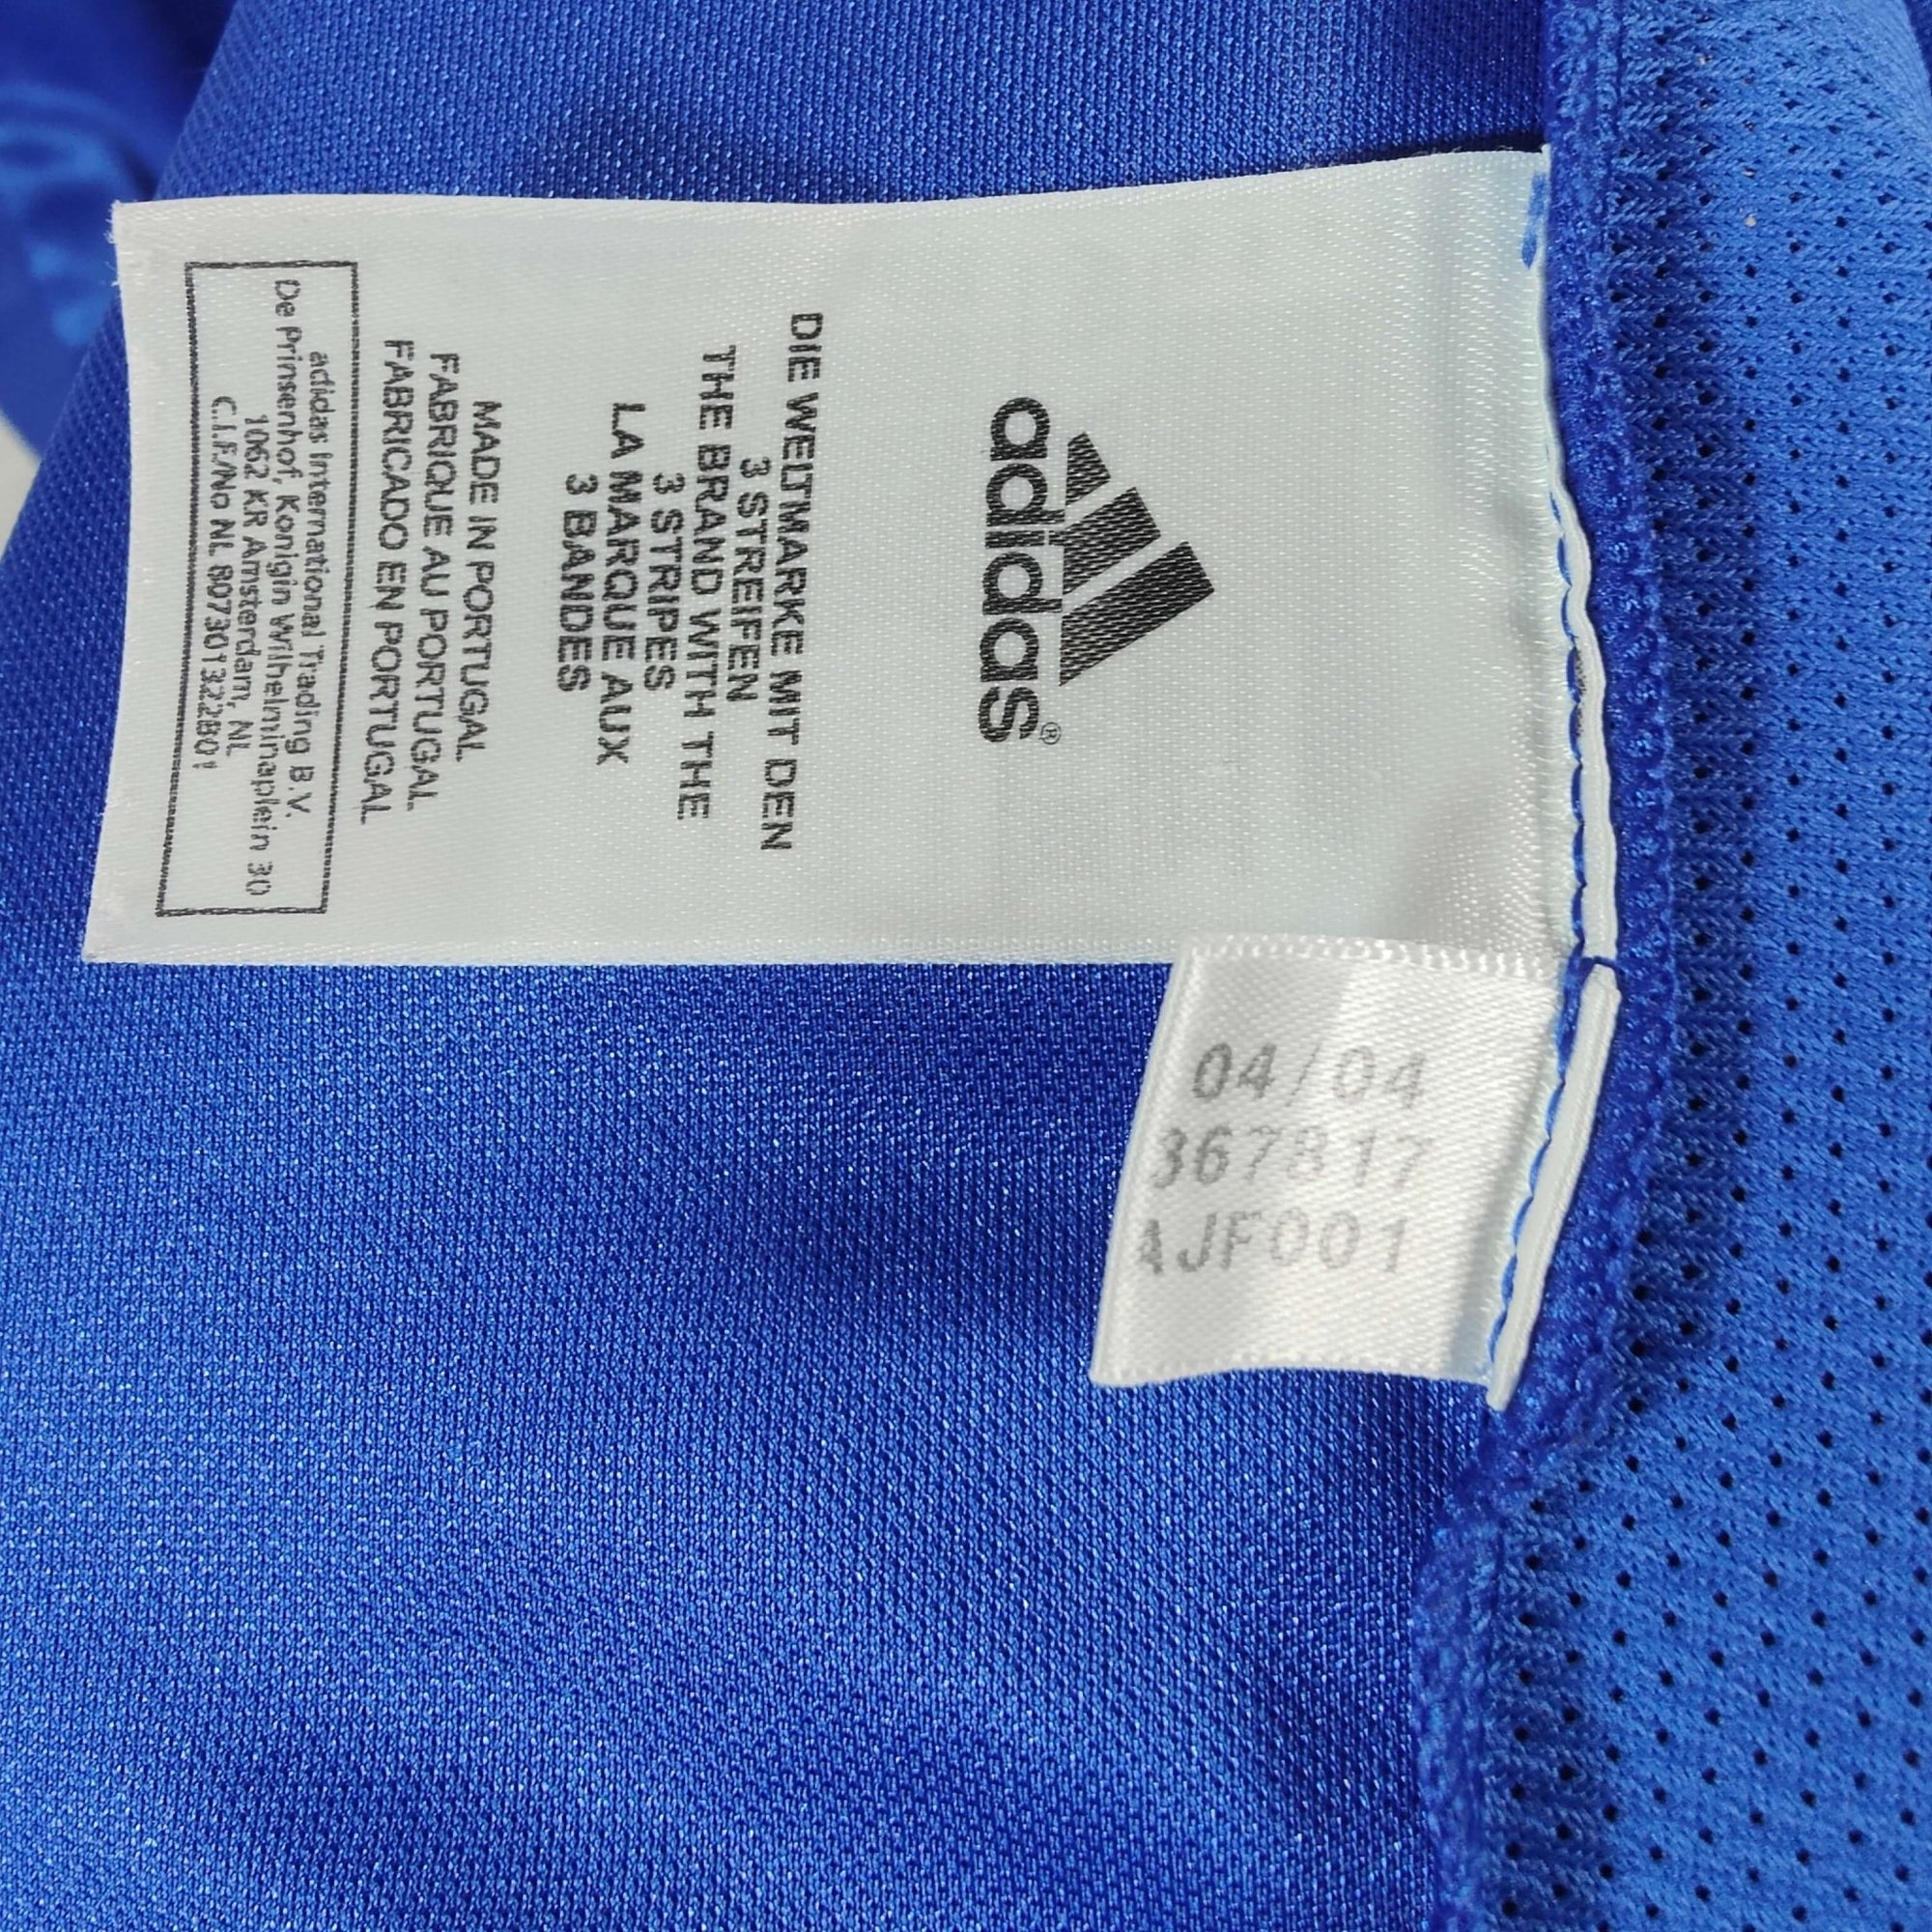 adidas®
DIE WELTMARKE MIT DEN
3 STREIFEN
THE BRAND WITH THE
3 STRIPES
LA MARQUE AUX
3 BANDES
MADE IN PORTUGAL
FABRIQUE AU PORTUGAL
FABRICADO EN PORTUGAL
adidas International Trading B.V.
De Prinsenhof, Konigin Wilhelminaplein 30
1062 KR Amsterdam, NL
C.I.F./No NL 807301322B01
04/04
367817
AJF001